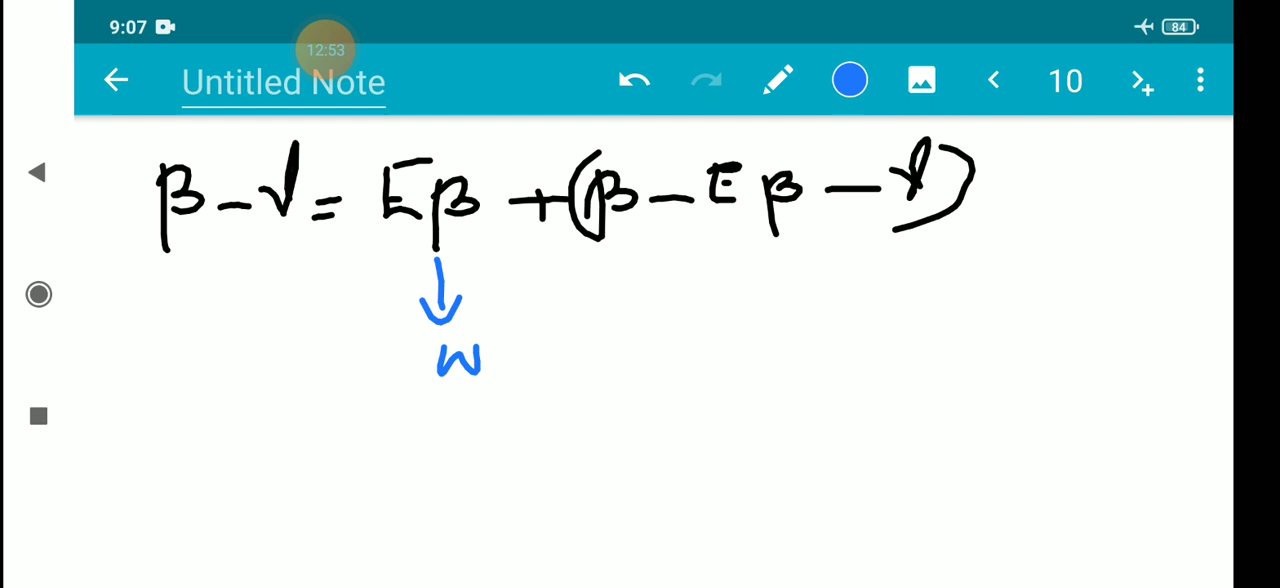 9:07
84
12:53
Untitled Note
10
β - γ = Eβ + (β - Eβ - γ)
↓
W